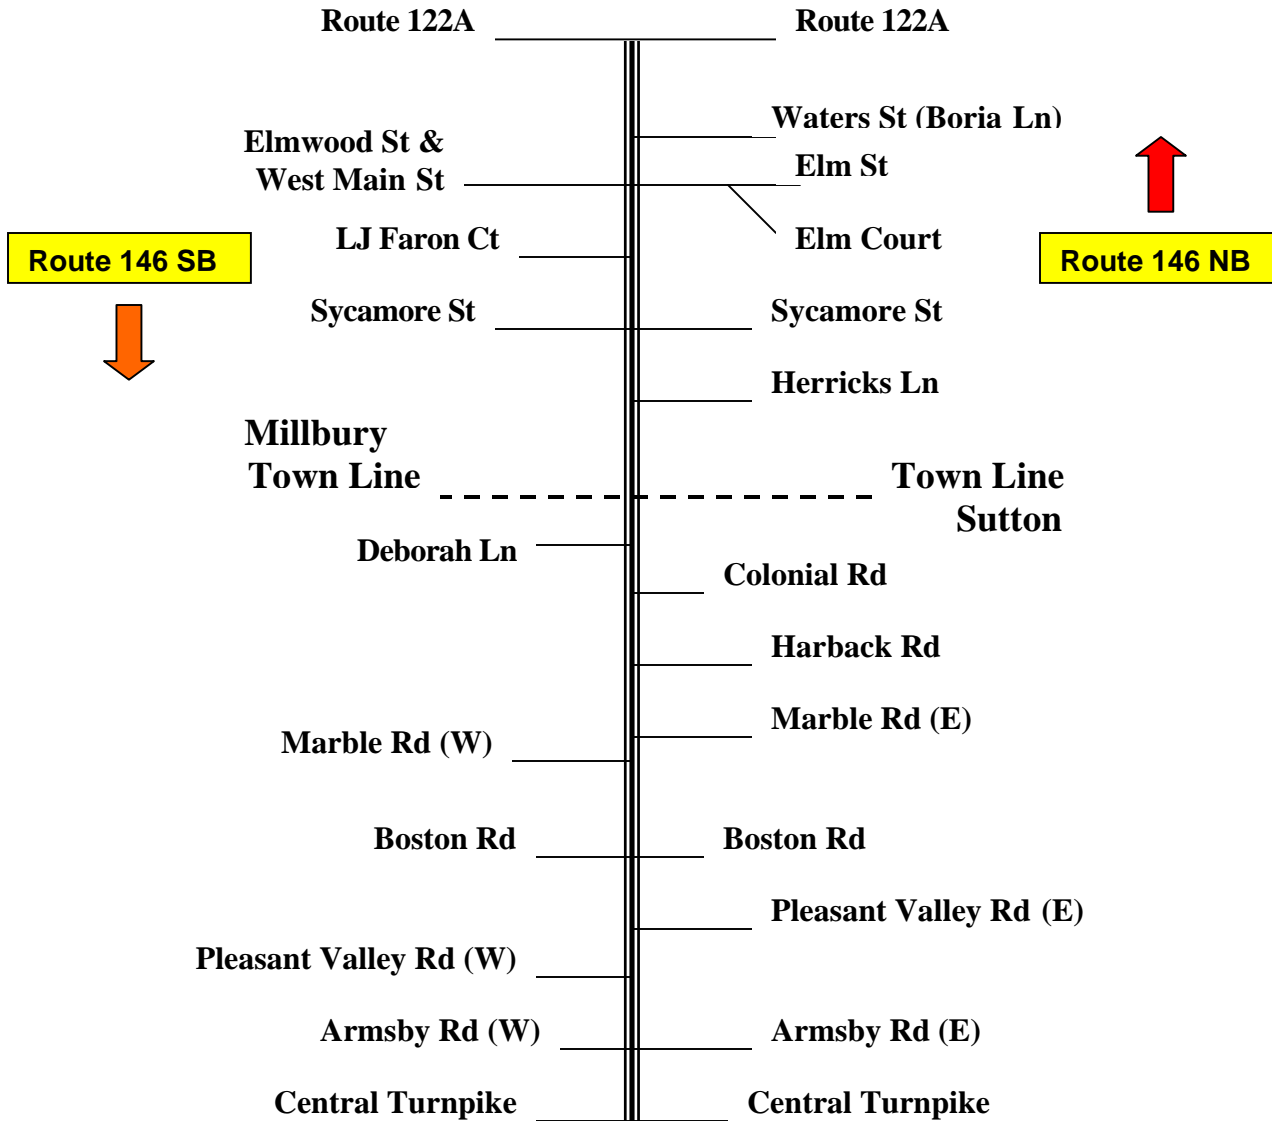 Route 122A
Route 122A
Waters St (Boria Ln)
Elmwood St &
West Main St
Elm St
LJ Faron Ct
Elm Court
Route 146 SB
Route 146 NB
Sycamore St
Sycamore St
Herricks Ln
Millbury
Town Line
Town Line
Sutton
Deborah Ln
Colonial Rd
Harback Rd
Marble Rd (E)
Marble Rd (W)
Boston Rd
Boston Rd
Pleasant Valley Rd (E)
Pleasant Valley Rd (W)
Armsby Rd (W)
Armsby Rd (E)
Central Turnpike
Central Turnpike